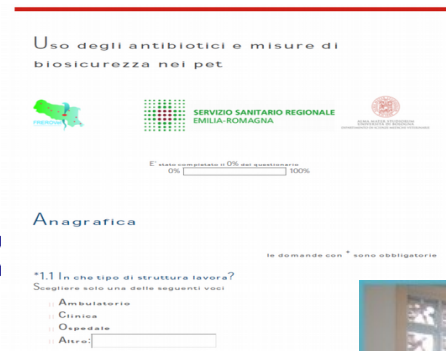 Uso degli antibiotici e misure di
biosicurezza nei pet
SERVIZIO SANITARIO REGIONALE
EMILIA-ROMAGNA
E' stato completato il 0% del questionario
0% 100%
Anagrafica
le domande con * sono obbligatorie
*1.1 In che tipo di struttura lavora?
Scegliere solo una delle seguenti voci
Ambulatorio
Clinica
Ospedale
Altro: